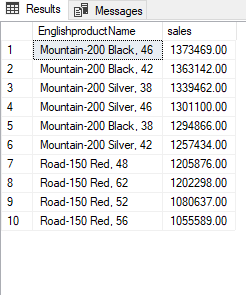 Results Messages
EnglishproductName sales
1 Mountain-200 Black, 46 1373469.00
2 Mountain-200 Black, 42 1363142.00
3 Mountain-200 Silver, 38 1339462.00
4 Mountain-200 Silver, 46 1301100.00
5 Mountain-200 Black, 38 1294866.00
6 Mountain-200 Silver, 42 1257434.00
7 Road-150 Red, 48 1205876.00
8 Road-150 Red, 62 1202298.00
9 Road-150 Red, 52 1080637.00
10 Road-150 Red, 56 1055589.00